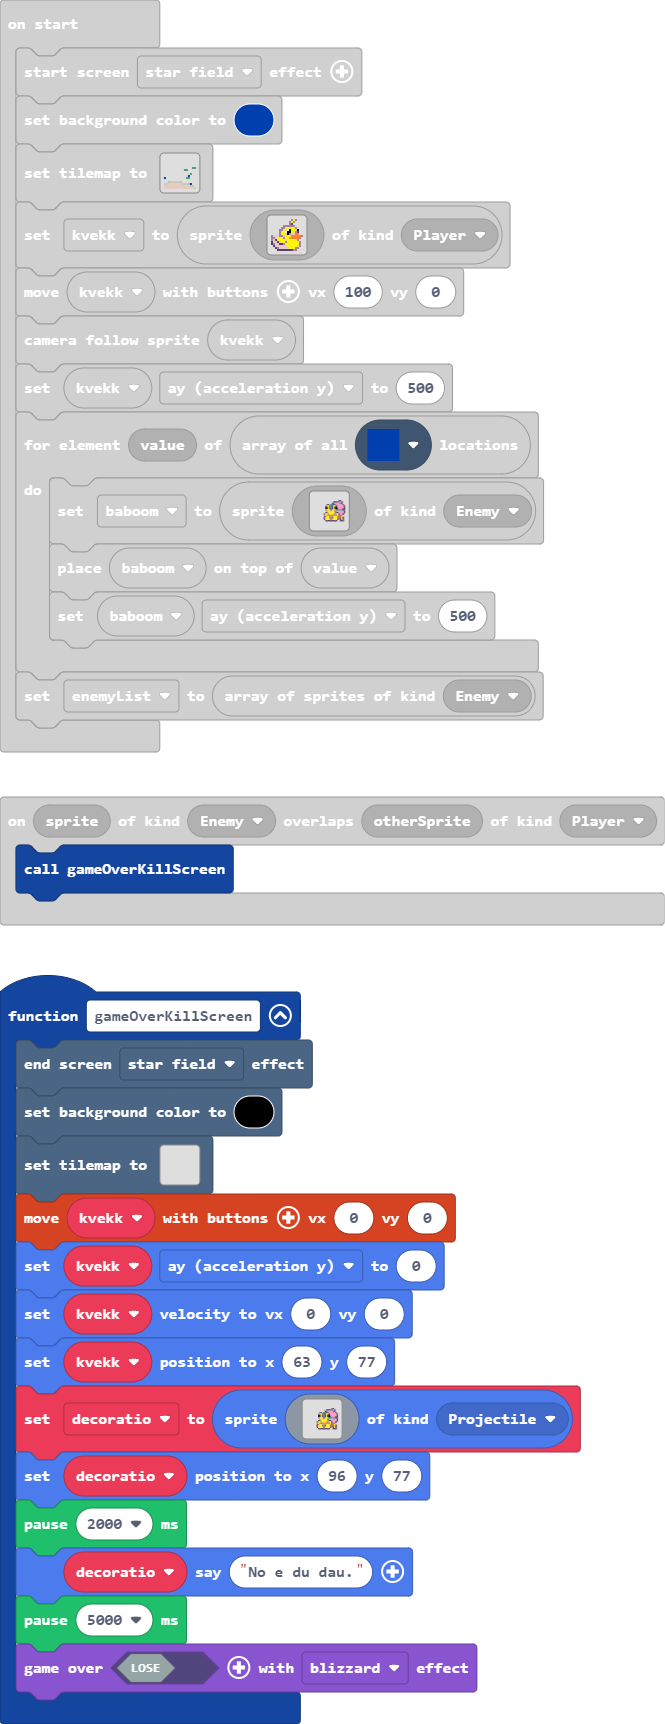 on start
start screen star field effect
set background color to
set tilemap to
set kvekk to sprite of kind Player
move kvekk with buttons vx 100 vy 0
camera follow sprite kvekk
set kvekk ay (acceleration y) to 500
for element value of array of all locations
do
set baboom to sprite of kind Enemy
place baboom on top of value
set baboom ay (acceleration y) to 500
set enemyList to array of sprites of kind Enemy
on sprite of kind Enemy overlaps otherSprite of kind Player
call gameOverKillScreen
function gameOverKillScreen
end screen star field effect
set background color to
set tilemap to
move kvekk with buttons vx 0 vy 0
set kvekk ay (acceleration y) to 0
set kvekk velocity to vx 0 vy 0
set kvekk position to x 63 y 77
set decoratio to sprite of kind Projectile
set decoratio position to x 96 y 77
pause 2000 ms
decoratio say "No e du dau."
pause 5000 ms
game over LOSE with blizzard effect